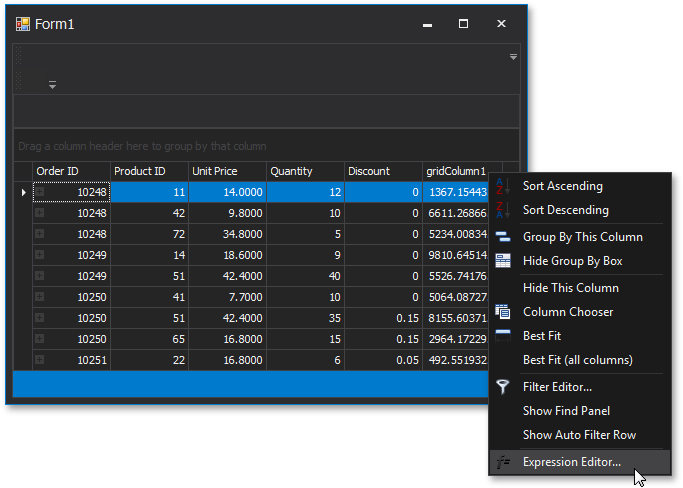 Form1
Drag a column header here to group by that column
Order ID Product ID Unit Price Quantity Discount gridColumn1
10248 11 14.0000 12 0 1367.15443
10248 42 9.8000 10 0 6611.26866
10248 72 34.8000 5 0 5234.00834
10249 14 18.6000 9 0 9810.64514
10249 51 42.4000 40 0 5526.74176
10250 41 7.7000 10 0 5064.08727
10250 51 42.4000 35 0.15 8155.60371
10250 65 16.8000 15 0.15 2964.17229
10251 22 16.8000 6 0.05 492.551932
Sort Ascending
Sort Descending
Group By This Column
Hide Group By Box
Hide This Column
Column Chooser
Best Fit
Best Fit (all columns)
Filter Editor...
Show Find Panel
Show Auto Filter Row
Expression Editor...